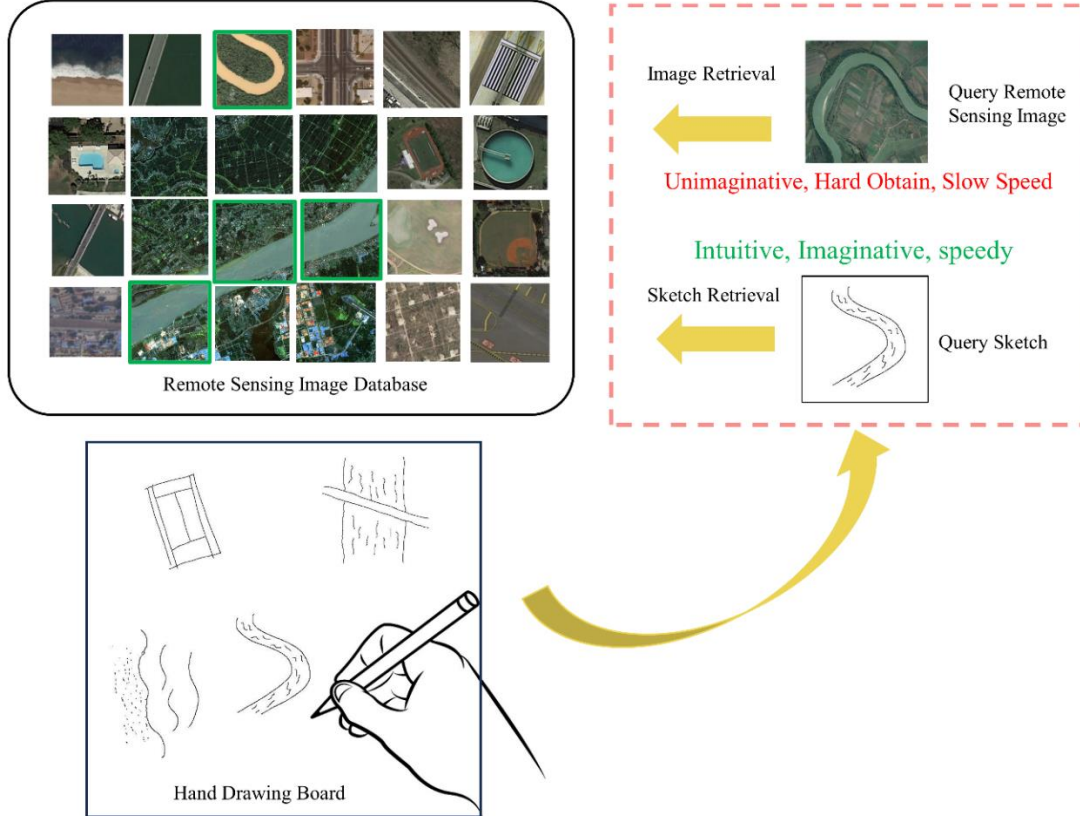 Image Retrieval
Query Remote
Sensing Image
Unimaginative, Hard Obtain, Slow Speed
Intuitive, Imaginative, speedy
Sketch Retrieval
Query Sketch
Remote Sensing Image Database
Hand Drawing Board